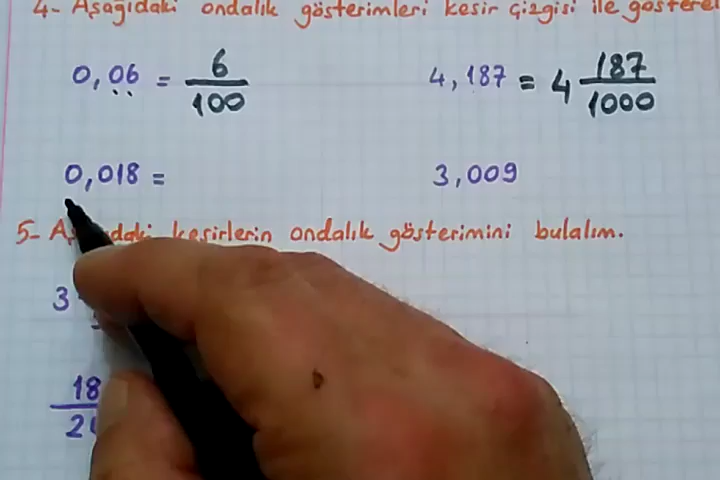 4- Aşağıdaki ondalık gösterimleri kesir çizgisi ile
0,06 = 6/100 4,187 = 4 187/1000
0,018 = 3,009
5- kesirlerin ondalık gösterimini bulalım.
3
18